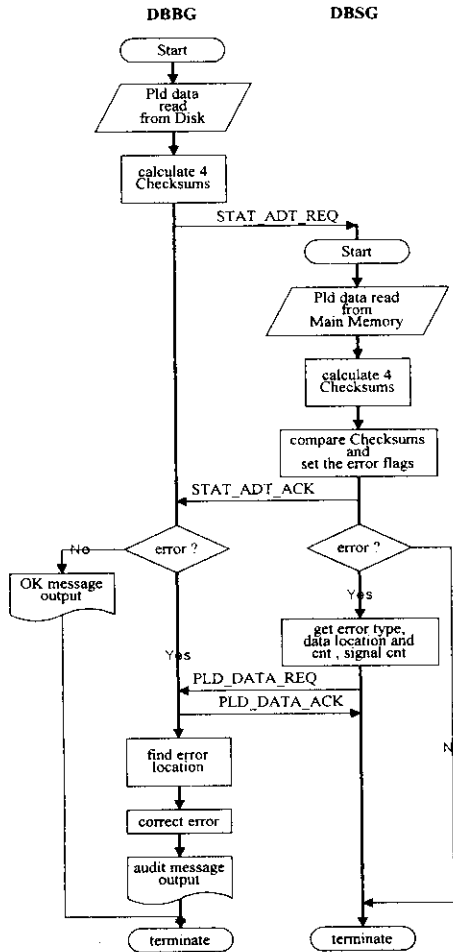 DBBG
DBSG
Start
Pld data
read
from Disk
calculate 4
Checksums
STAT_ADT_REQ
Start
Pld data read
from
Main Memory
calculate 4
Checksums
compare Checksums
and
set the error flags
STAT_ADT_ACK
No
error ?
error ?
OK message
output
Yes
get error type,
data location and
cnt , signal cnt
Yes
PLD_DATA_REQ
PLD_DATA_ACK
N
find error
location
correct error
audit message
output
terminate
terminate